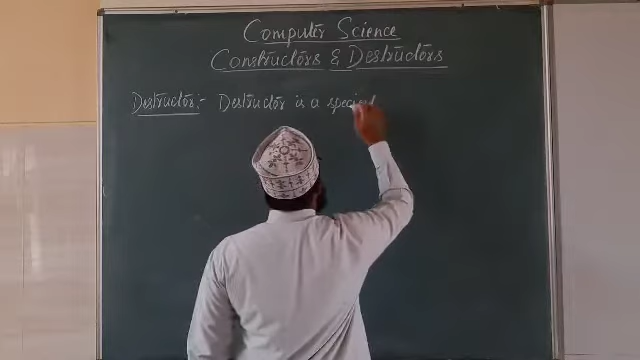 Computer Science
Constructors & Destructors
Destructor:- Destructor is a special